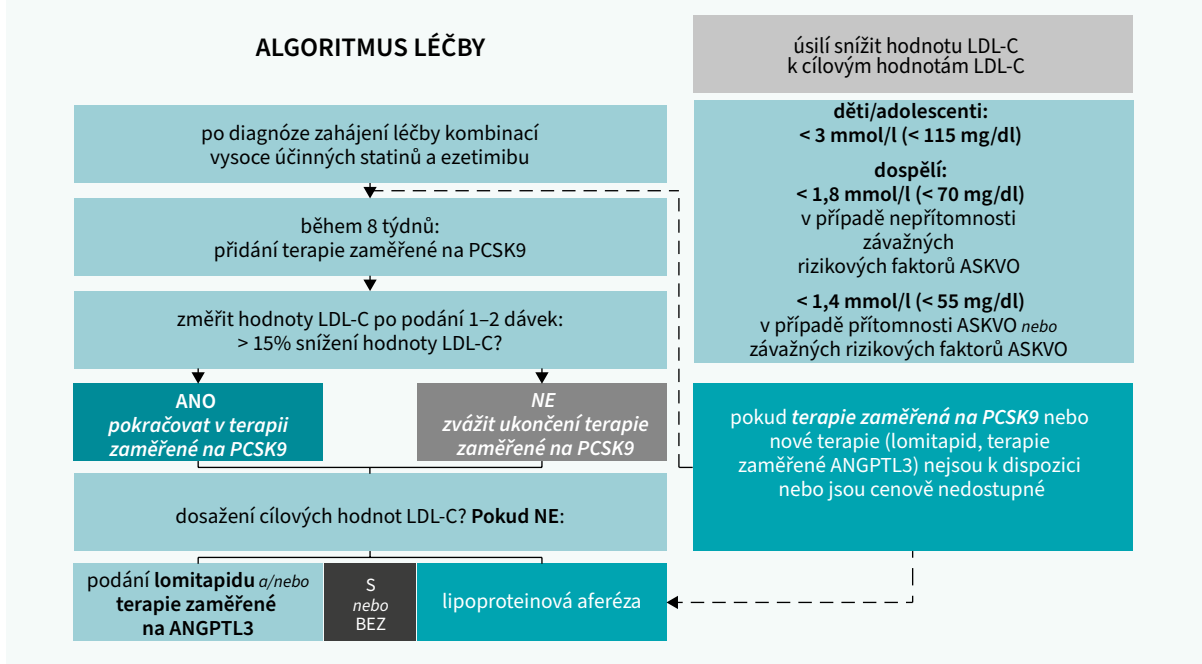 ALGORITMUS LÉČBY
po diagnóze zahájení léčby kombinací
vysoce účinných statinů a ezetimibu
během 8 týdnů:
přidání terapie zaměřené na PCSK9
změřit hodnoty LDL-C po podání 1–2 dávek:
> 15% snížení hodnoty LDL-C?
ANO
pokračovat v terapii
zaměřené na PCSK9
NE
zvážit ukončení terapie
zaměřené na PCSK9
dosažení cílových hodnot LDL-C? Pokud NE:
podání lomitapidu a/nebo
terapie zaměřené
na ANGPTL3
S
nebo
BEZ
lipoproteinová aferéza
úsilí snížit hodnotu LDL-C
k cílovým hodnotám LDL-C
děti/adolescenti:
< 3 mmol/l (< 115 mg/dl)
dospělí:
< 1,8 mmol/l (< 70 mg/dl)
v případě nepřítomnosti
závažných
rizikových faktorů ASKVO
< 1,4 mmol/l (< 55 mg/dl)
v případě přítomnosti ASKVO nebo
závažných rizikových faktorů ASKVO
pokud terapie zaměřená na PCSK9 nebo
nové terapie (lomitapid, terapie
zaměřené ANGPTL3) nejsou k dispozici
nebo jsou cenově nedostupné